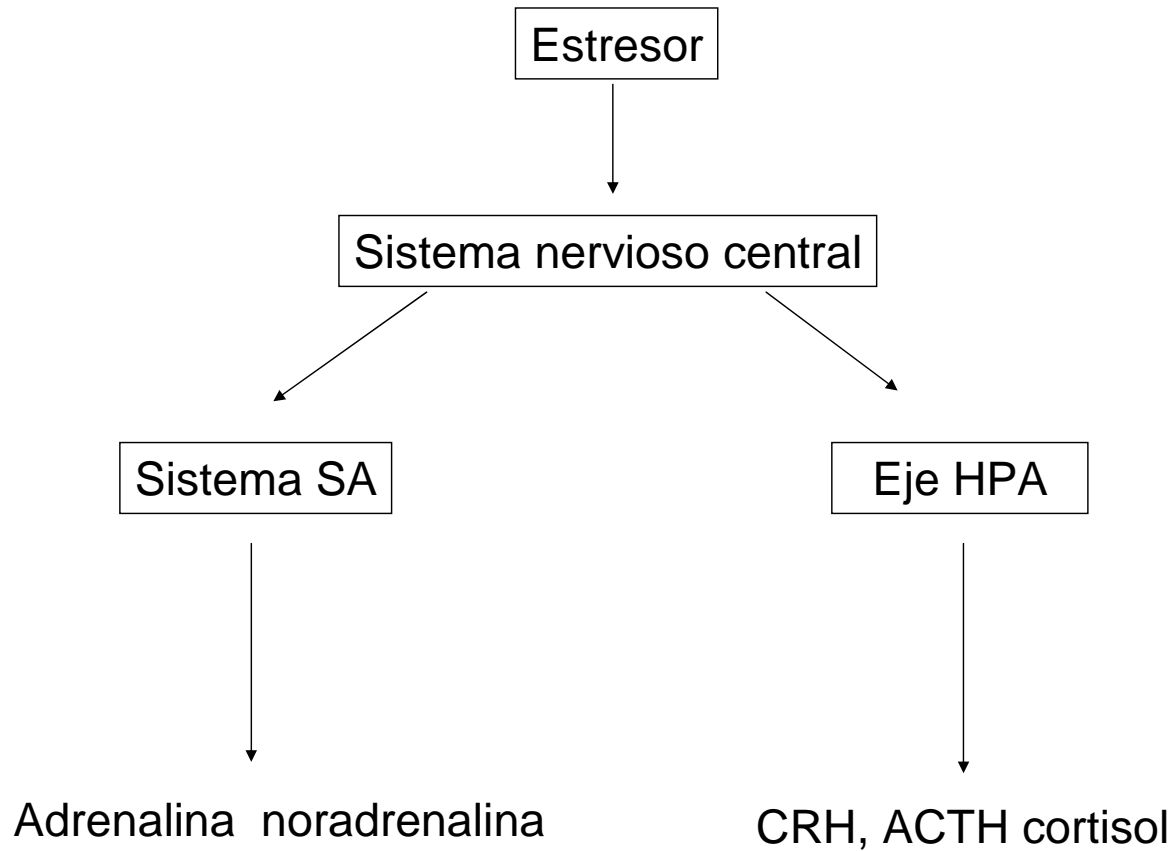 Estresor
Sistema nervioso central
Sistema SA
Eje HPA
Adrenalina noradrenalina
CRH, ACTH cortisol